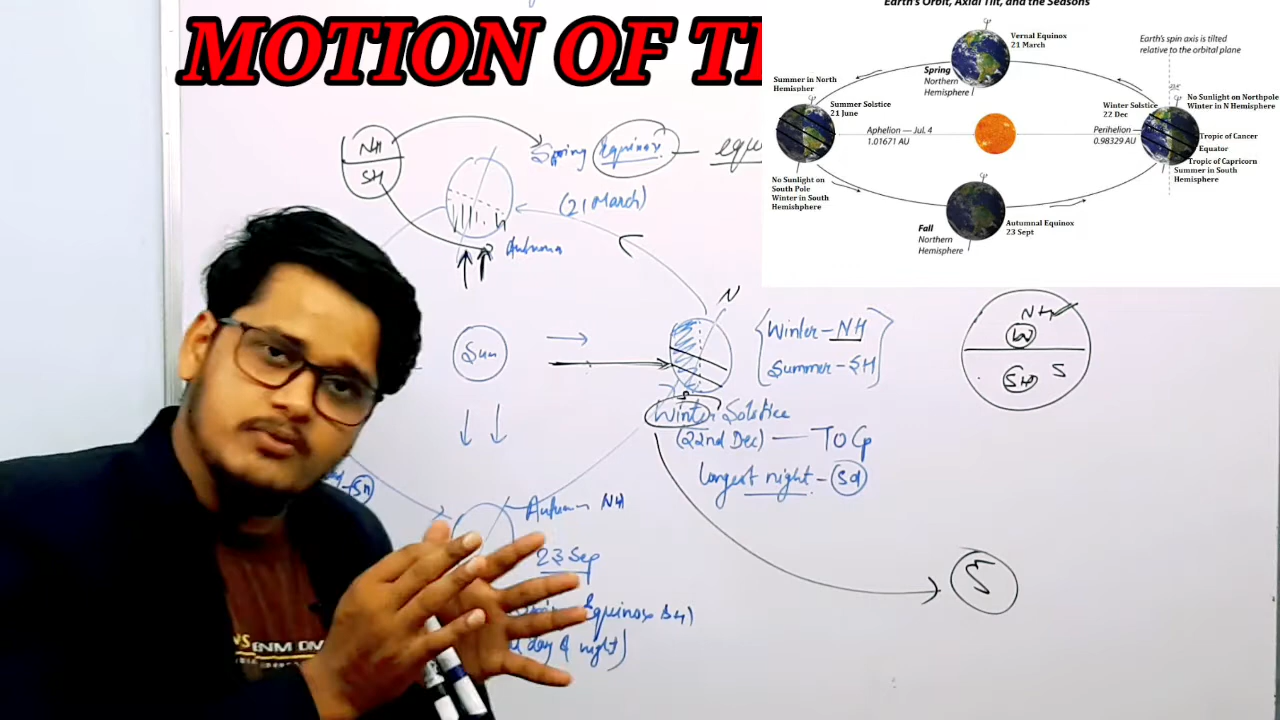 MOTION OF T
Earth's Orbit, Axial Tilt, and the Seasons
Vernal Equinox
21 March
Earth's spin axis is tilted
relative to the orbital plane
Spring
Northern
Hemisphere
Summer in North
Hemispher
Summer Solstice
21 June
Aphelion — Jul. 4
1.01671 AU
Winter Solstice
22 Dec
Perihelion —
0.98329 AU
No Sunlight on Northpole
Winter in N Hemisphere
Tropic of Cancer
Equator
Tropic of Capricorn
Summer in South
Hemisphere
No Sunlight on
South Pole
Winter in South
Hemishphere
Fall
Northern
Hemisphere
Autumnal Equinox
23 Sept
NH
SH
Spring Equinox — equ
(21 March)
Sun
N
Winter - NH
Summer - SH
S
Winter Solstice
(22nd Dec) —
longest night -
NH
W
S
Autumn - NH
23 Sep
Equinox SH)
day & night)
ENM DM